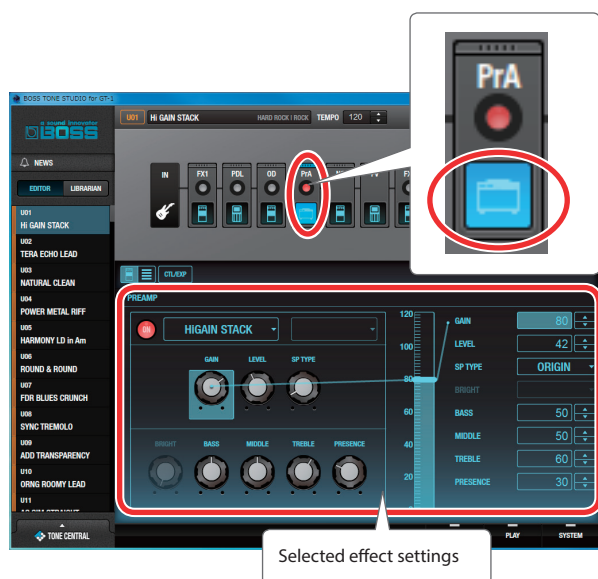 PrA
BOSS TONE STUDIO for GT-1
a sound innovator
BOSS
U01 Hi GAIN STACK HARD ROCK I ROCK TEMPO 120
NEWS
EDITOR LIBRARIAN
IN FX1 PDL OD PrA
U01
Hi GAIN STACK
U02
TERA ECHO LEAD
U03
NATURAL CLEAN
U04
POWER METAL RIFF
U05
HARMONY LD in Am
U06
ROUND & ROUND
U07
FDR BLUES CRUNCH
U08
SYNC TREMOLO
U09
ADD TRANSPARENCY
U10
ORNG ROOMY LEAD
U11
TONE CENTRAL
CTL/EXP
PREAMP
ON HIGAIN STACK
GAIN LEVEL SP TYPE
BRIGHT BASS MIDDLE TREBLE PRESENCE
120
100
80
60
40
20
GAIN 80
LEVEL 42
SP TYPE ORIGIN
BRIGHT
BASS 50
MIDDLE 50
TREBLE 60
PRESENCE 30
Selected effect settings
PLAY SYSTEM